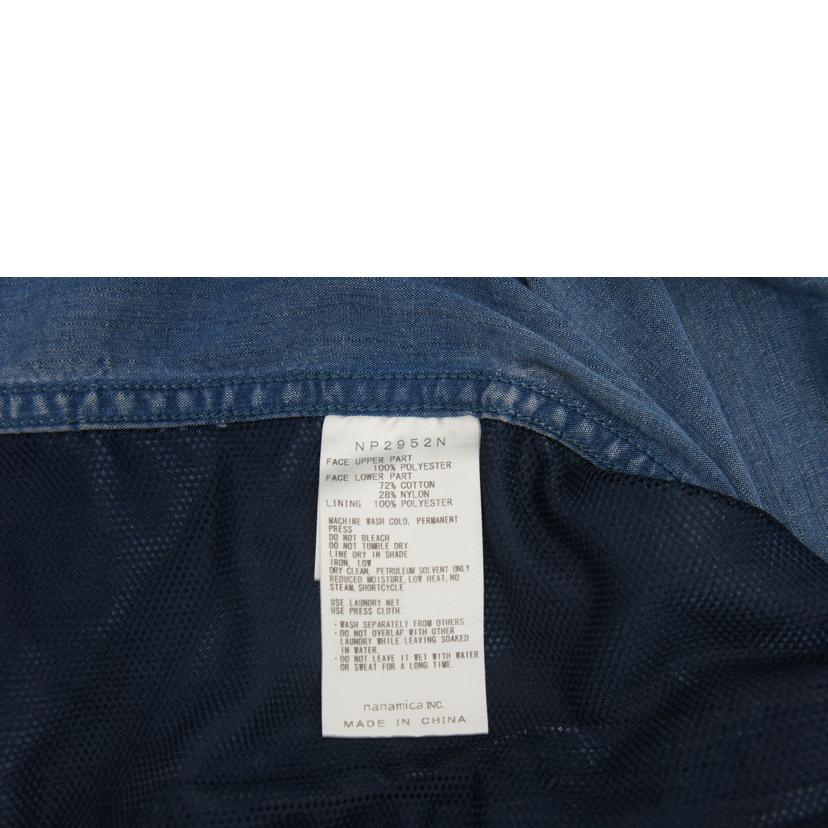 NP2952N
FACE UPPER PART
100% POLYESTER
FACE LOWER PART
72% COTTON
28% NYLON
LINING 100% POLYESTER
MACHINE WASH COLD, PERMANENT
PRESS
DO NOT BLEACH
DO NOT TUMBLE DRY
LINE DRY IN SHADE
IRON, LOW
DRY CLEAN, PETROLEUM SOLVENT ONLY
REDUCED MOISTURE, LOW HEAT, NO
STEAM, SHORTCYCLE
USE LAUNDRY NET.
USE PRESS CLOTH.
・WASH SEPARATELY FROM OTHERS.
・DO NOT OVERLAP WITH OTHER
LAUNDRY WHILE LEAVING SOAKED
IN WATER.
・DO NOT LEAVE IT WET WITH WATER
OR SWEAT FOR A LONG TIME.
nanamica INC.
MADE IN CHINA